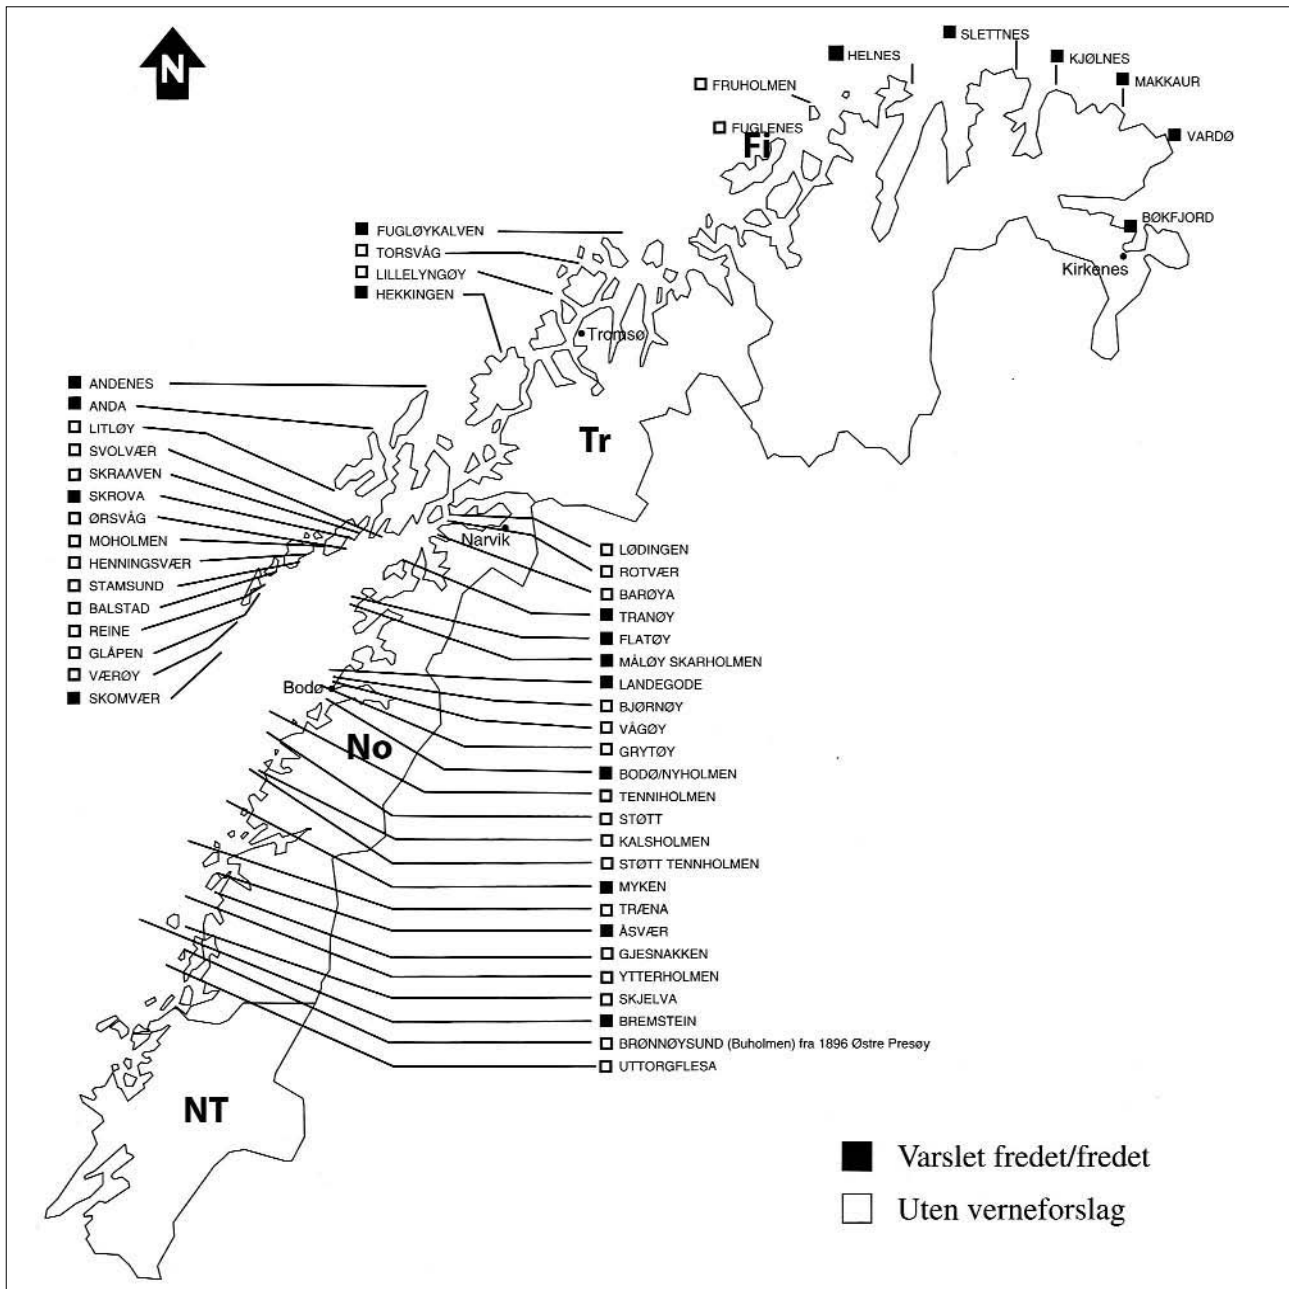 N
SLETTNES
HELNES
KJØLNES
MAKKAUR
FRUHOLMEN
FUGLENES
Fi
VARDØ
BØKFJORD
Kirkenes
FUGLØYKALVEN
TORSVÅG
LILLELYNGØY
HEKKINGEN
Tromsø
ANDENES
ANDA
LITLØY
SVOLVÆR
SKRAAVEN
SKROVA
ØRSVÅG
MOHOLMEN
HENNINGSVÆR
STAMSUND
BALSTAD
REINE
GLÅPEN
VÆRØY
SKOMVÆR
Tr
Narvik
LØDINGEN
ROTVÆR
BARØYA
TRANØY
FLATØY
MÅLØY SKARHOLMEN
LANDEGODE
BJØRNØY
VÅGØY
GRYTØY
BODØ/NYHOLMEN
TENNIHOLMEN
STØTT
KALSHOLMEN
STØTT TENNHOLMEN
MYKEN
TRÆNA
ÅSVÆR
GJESNAKKEN
YTTERHOLMEN
SKJELVA
BREMSTEIN
BRØNNØYSUND (Buholmen) fra 1896 Østre Presøy
UTTORGFLESA
Bodø
No
NT
Varslet fredet/fredet
Uten verneforslag